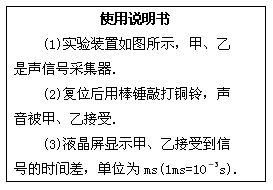 使用说明书
(1)实验装置如图所示，甲、乙
是声信号采集器.
(2)复位后用棒锤敲打铜铃，声
音被甲、乙接受.
(3)液晶屏显示甲、乙接受到信
号的时间差，单位为ms(1ms=10⁻³s).